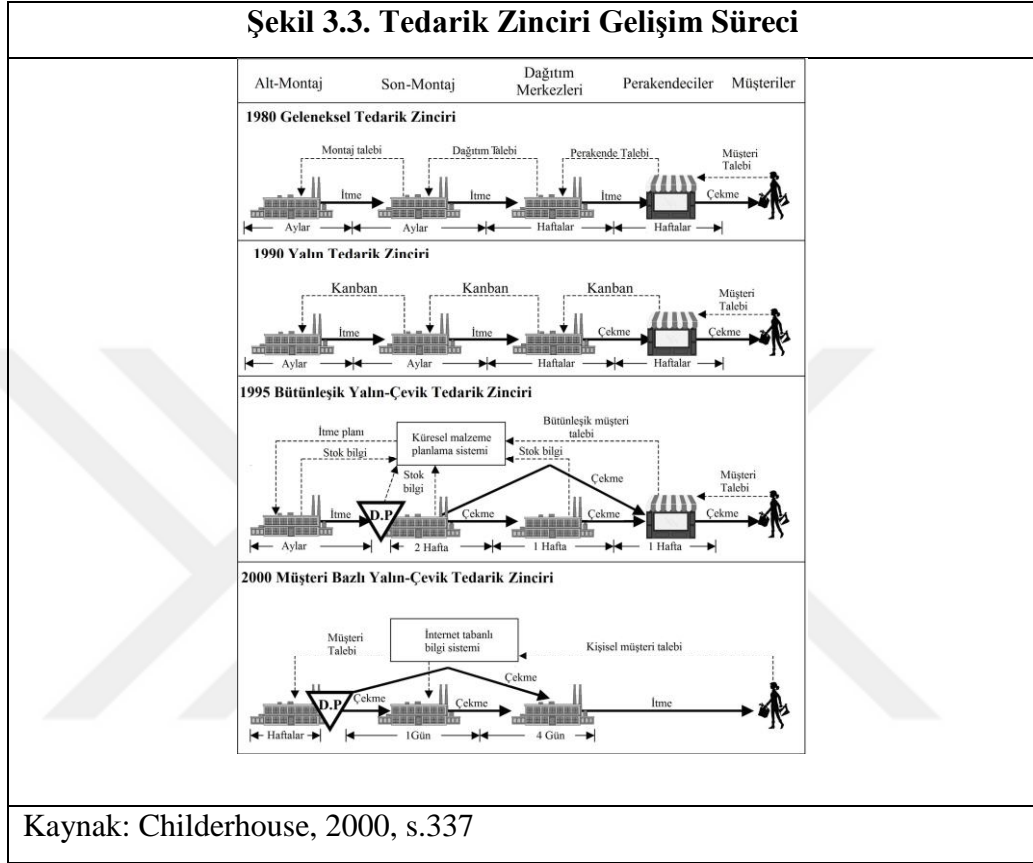 Şekil 3.3. Tedarik Zinciri Gelişim Süreci
Alt-Montaj Son-Montaj Dağıtım Merkezleri Perakendeciler Müşteriler
1980 Geleneksel Tedarik Zinciri
Montaj talebi Dağıtım Talebi Perakende Talebi Müşteri Talebi
İtme İtme İtme Çekme
Aylar Aylar Haftalar Haftalar
1990 Yalın Tedarik Zinciri
Kanban Kanban Kanban Müşteri Talebi
İtme İtme Çekme Çekme
Aylar Aylar Haftalar Haftalar
1995 Bütünleşik Yalın-Çevik Tedarik Zinciri
İtme planı
Stok bilgi
Küresel malzeme
planlama sistemi
Bütünleşik müşteri
talebi
Stok bilgi
Stok
bilgi
Çekme
Müşteri
Talebi
İtme D.P. Çekme Çekme Çekme
Aylar 2 Hafta 1 Hafta 1 Hafta
2000 Müşteri Bazlı Yalın-Çevik Tedarik Zinciri
Müşteri
Talebi
İnternet tabanlı
bilgi sistemi
Kişisel müşteri talebi
Çekme
D.P. Çekme Çekme İtme
Haftalar 1Gün 4 Gün
Kaynak: Childerhouse, 2000, s.337